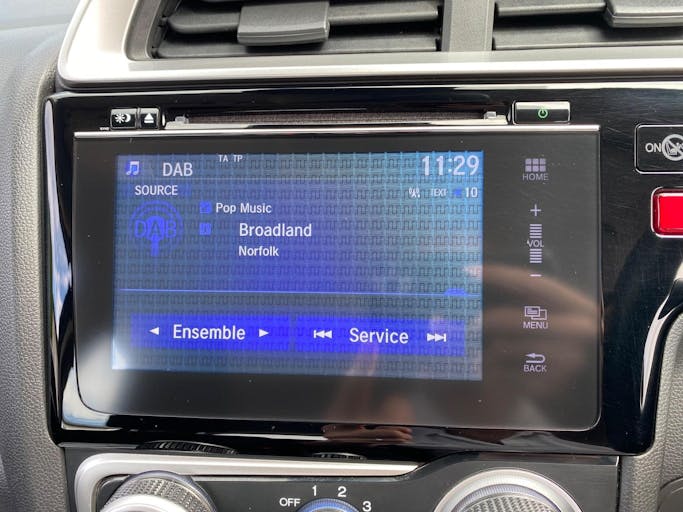 TA TP
DAB
11:29
SOURCE
TEXT 10
Pop Music
DAB
Broadland
Norfolk
Ensemble
Service
HOME
+
VOL
−
MENU
BACK
ON
OFF
1
2
3